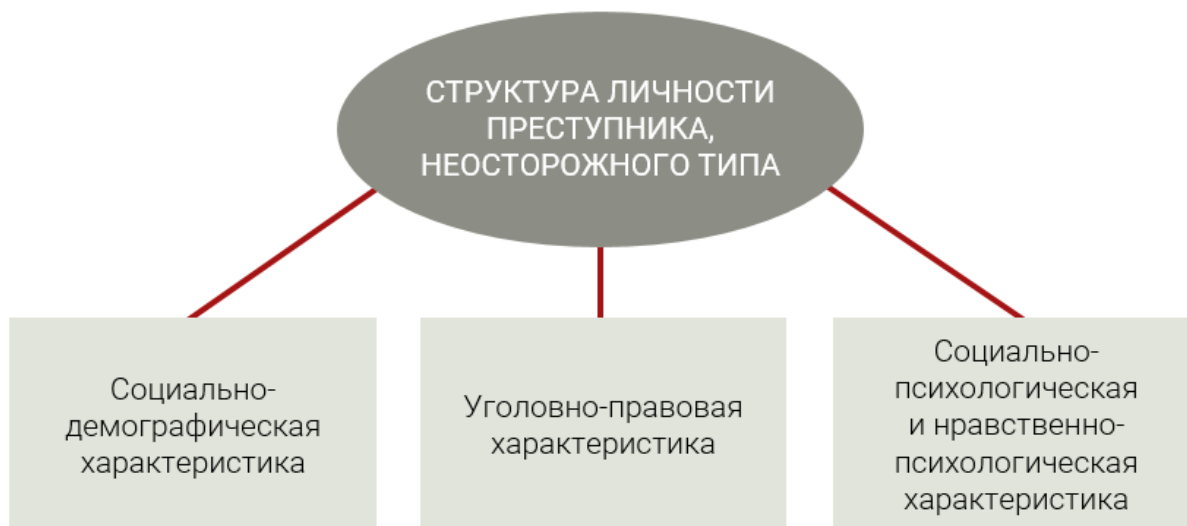 СТРУКТУРА ЛИЧНОСТИ
ПРЕСТУПНИКА,
НЕОСТОРОЖНОГО ТИПА
Социально-
демографическая
характеристика
Уголовно-правовая
характеристика
Социально-
психологическая
и нравственно-
психологическая
характеристика